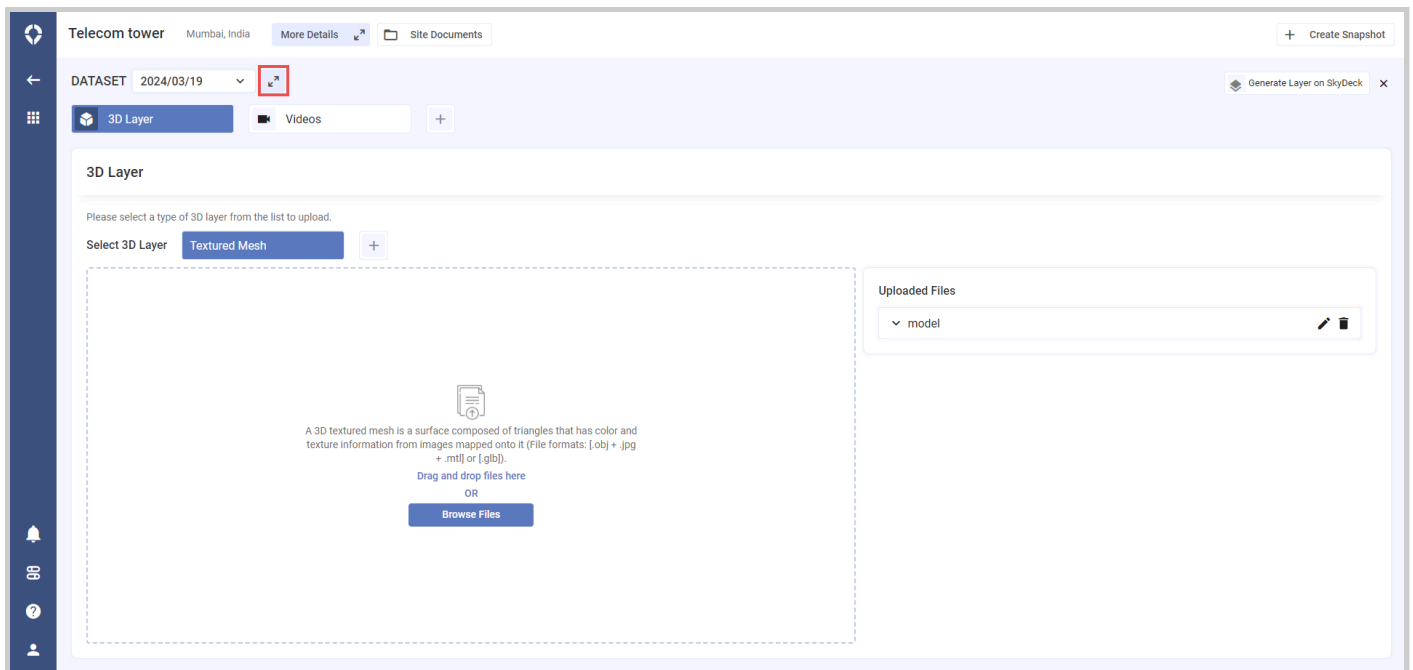 Telecom tower Mumbai, India More Details Site Documents + Create Snapshot
DATASET 2024/03/19 Generate Layer on SkyDeck
3D Layer Videos +
3D Layer
Please select a type of 3D layer from the list to upload.
Select 3D Layer Textured Mesh +
Uploaded Files
model
A 3D textured mesh is a surface composed of triangles that has color and
texture information from images mapped onto it (File formats: [.obj + .jpg
+ .mtl] or [.glb]).
Drag and drop files here
OR
Browse Files